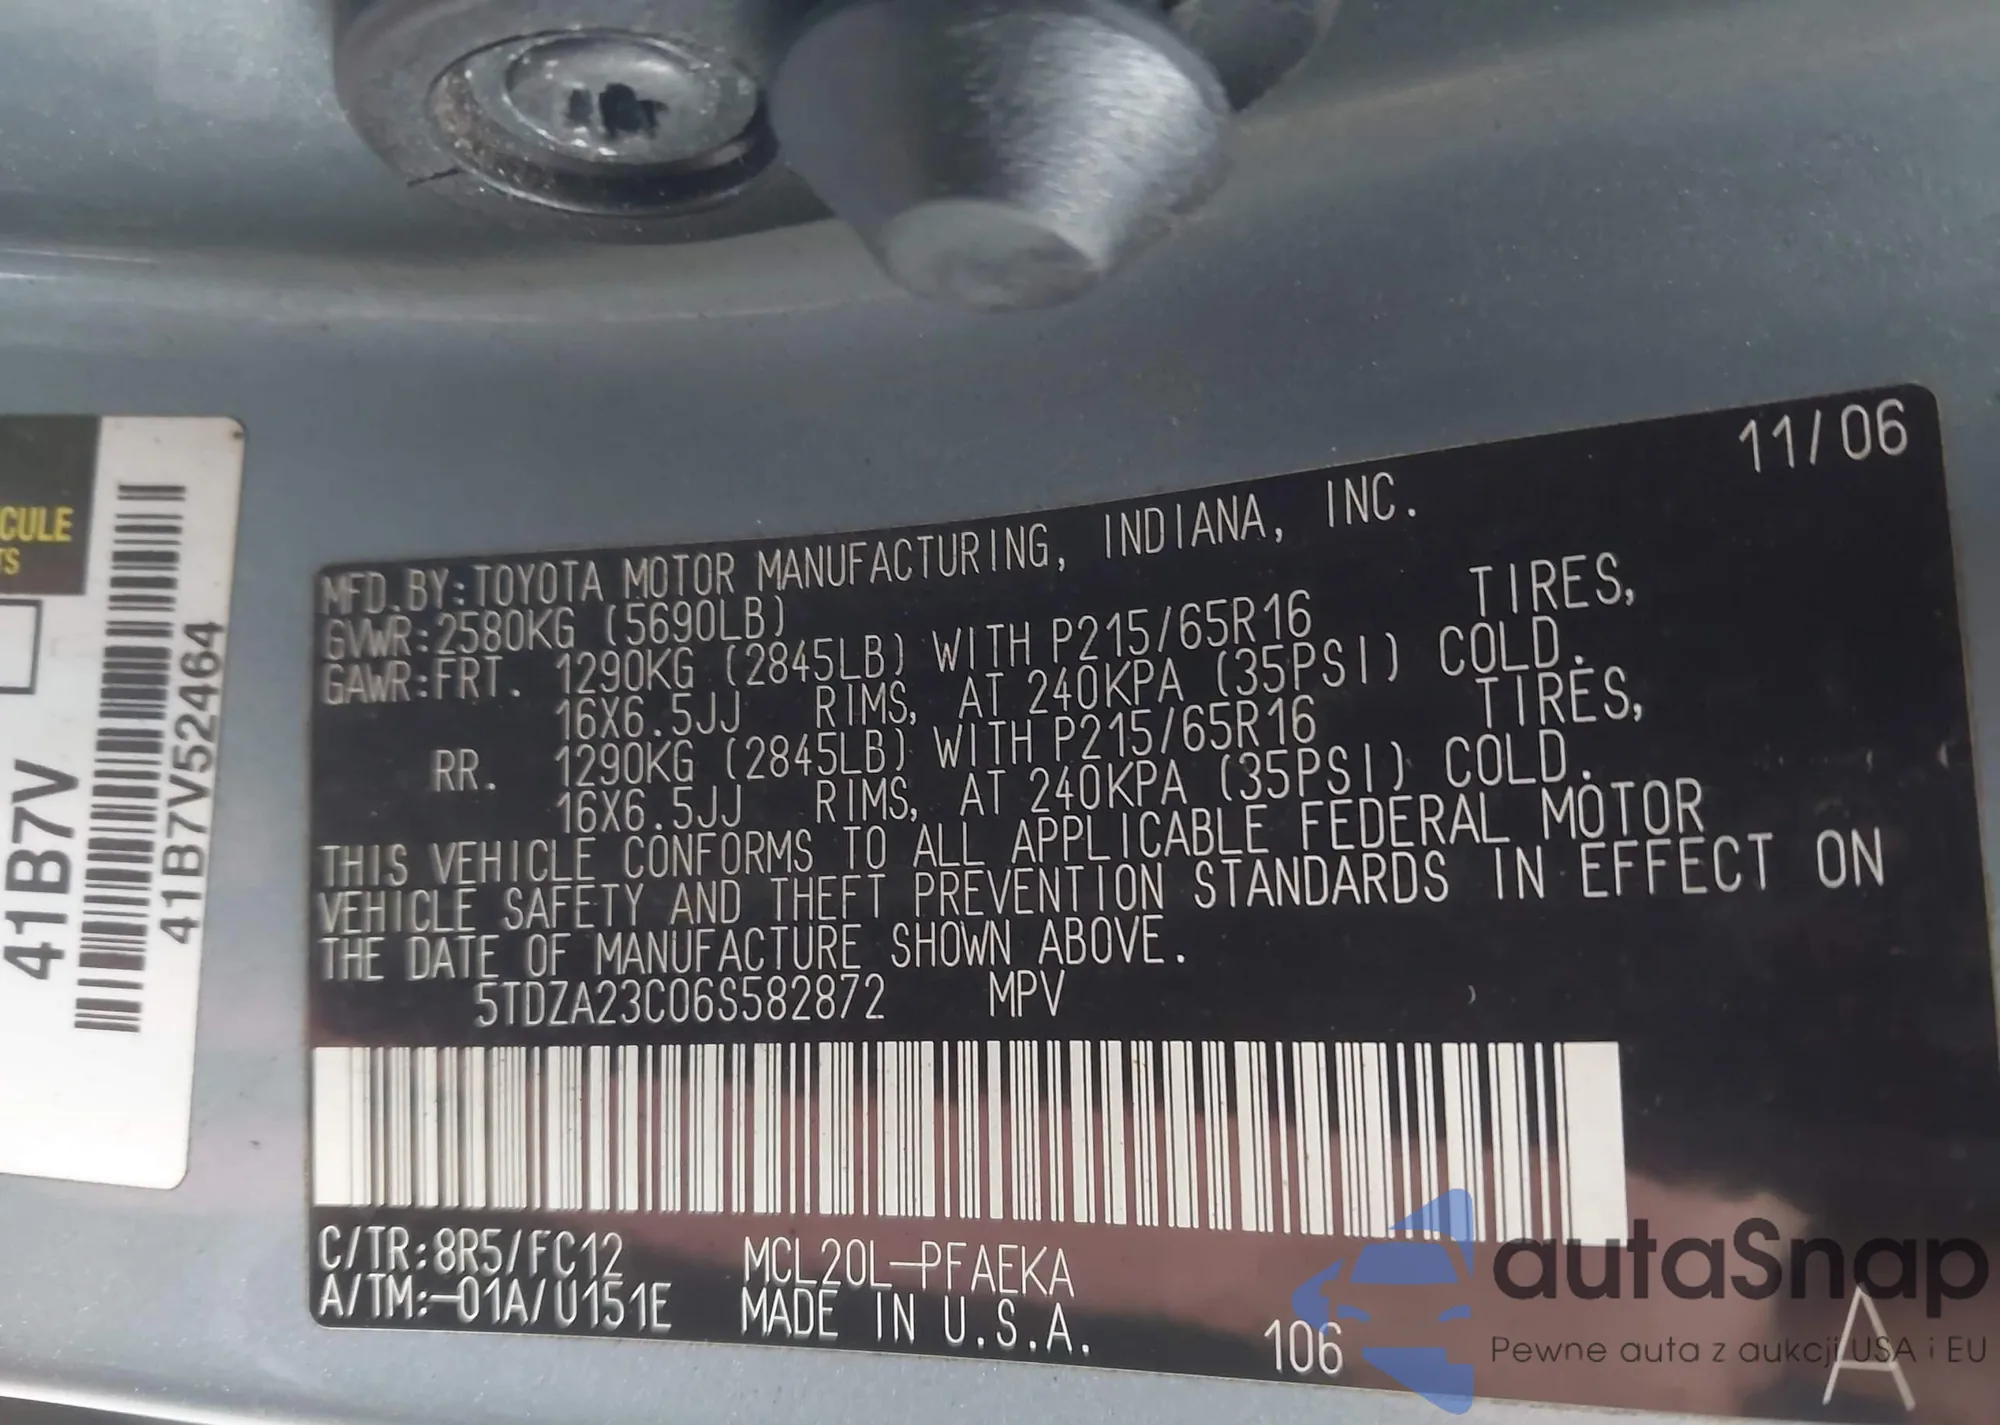 CULE
TS
41B7V
41B7V52464
11/06
MFD.BY:TOYOTA MOTOR MANUFACTURING, INDIANA, INC.
GVWR:2580KG (5690LB)
GAWR:FRT. 1290KG (2845LB) WITH P215/65R16 TIRES,
16X6.5JJ RIMS, AT 240KPA (35PSI) COLD.
RR. 1290KG (2845LB) WITH P215/65R16 TIRES,
16X6.5JJ RIMS, AT 240KPA (35PSI) COLD.
THIS VEHICLE CONFORMS TO ALL APPLICABLE FEDERAL MOTOR
VEHICLE SAFETY AND THEFT PREVENTION STANDARDS IN EFFECT ON
THE DATE OF MANUFACTURE SHOWN ABOVE.
5TDZA23C06S582872 MPV
C/TR:8R5/FC12 MCL20L-PFAEKA
A/TM:-01A/U151E MADE IN U.S.A.
106 A
autaSnap
Pewne auta z aukcji USA i EU